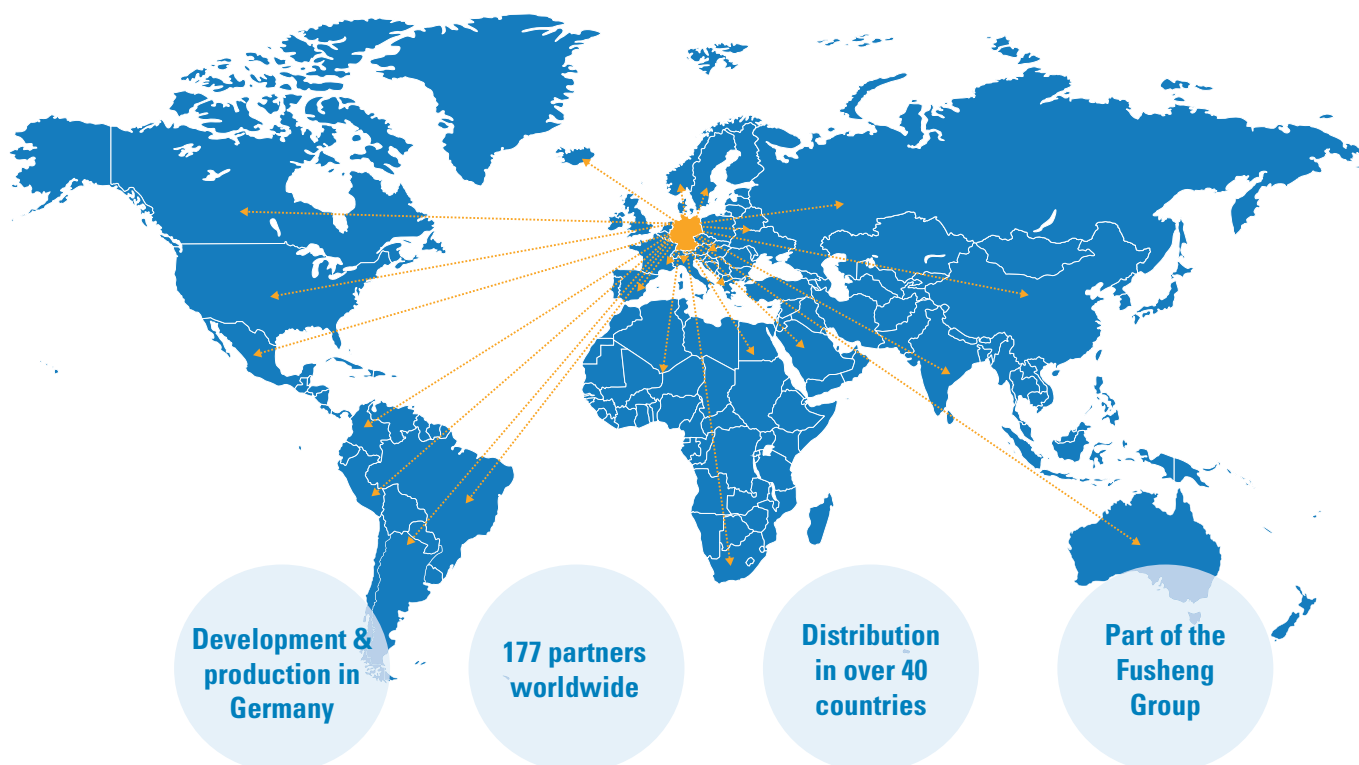 Development &
production in
Germany
177 partners
worldwide
Distribution
in over 40
countries
Part of the
Fusheng
Group